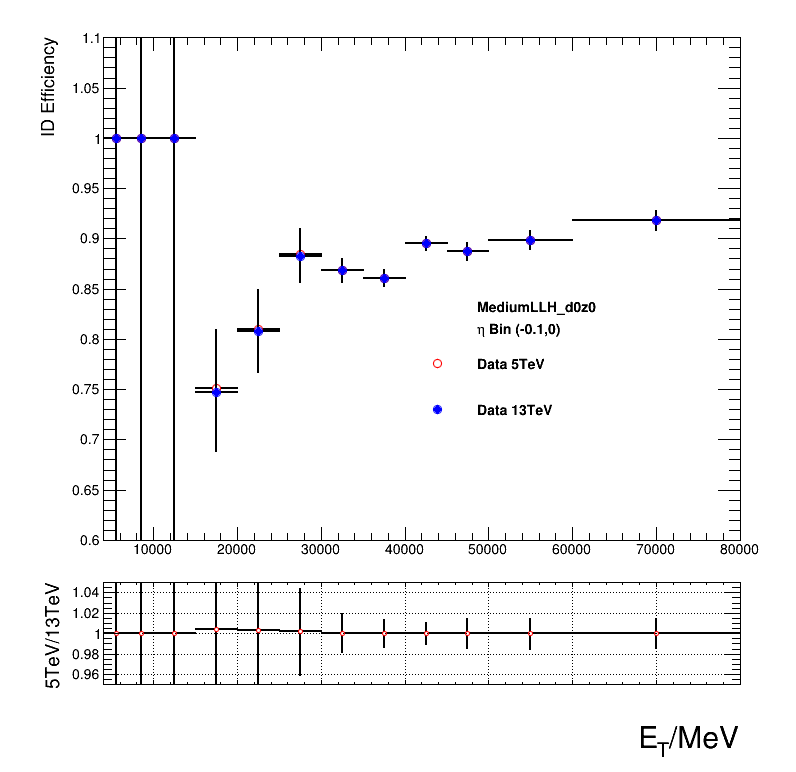 ID Efficiency
1.1
1.05
1
0.95
0.9
0.85
0.8
0.75
0.7
0.65
0.6
MediumLLH_d0z0
η Bin (-0.1,0)
Data 5TeV
Data 13TeV
10000 20000 30000 40000 50000 60000 70000 80000
5TeV/13TeV
1.04
1.02
1
0.98
0.96
E_T/MeV